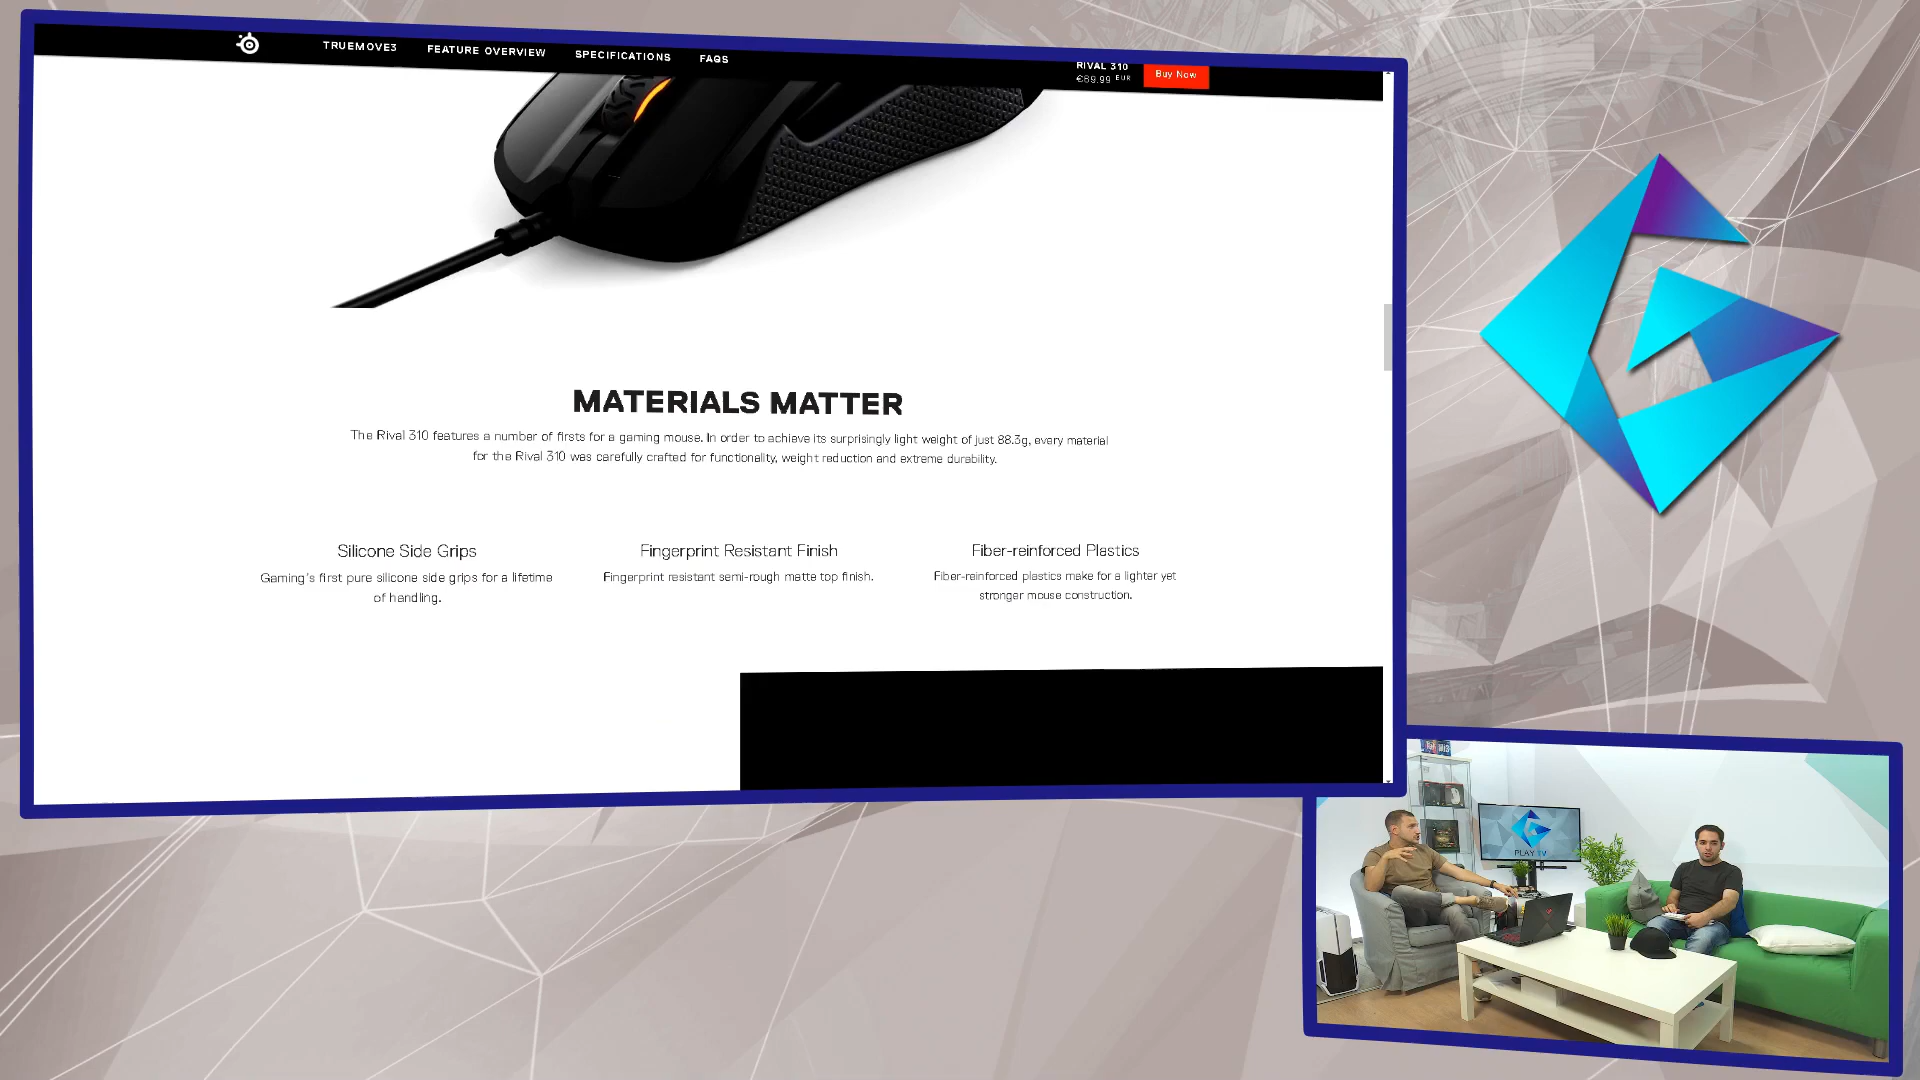 TRUEMOVE3 FEATURE OVERVIEW SPECIFICATIONS FAQS
RIVAL 310
€69.99 EUR
Buy Now
MATERIALS MATTER
The Rival 310 features a number of firsts for a gaming mouse. In order to achieve its surprisingly light weight of just 88.3g, every material
for the Rival 310 was carefully crafted for functionality, weight reduction and extreme durability.
Silicone Side Grips
Gaming's first pure silicone side grips for a lifetime
of handling.
Fingerprint Resistant Finish
Fingerprint resistant semi-rough matte top finish.
Fiber-reinforced Plastics
Fiber-reinforced plastics make for a lighter yet
stronger mouse construction.
PLAY TV